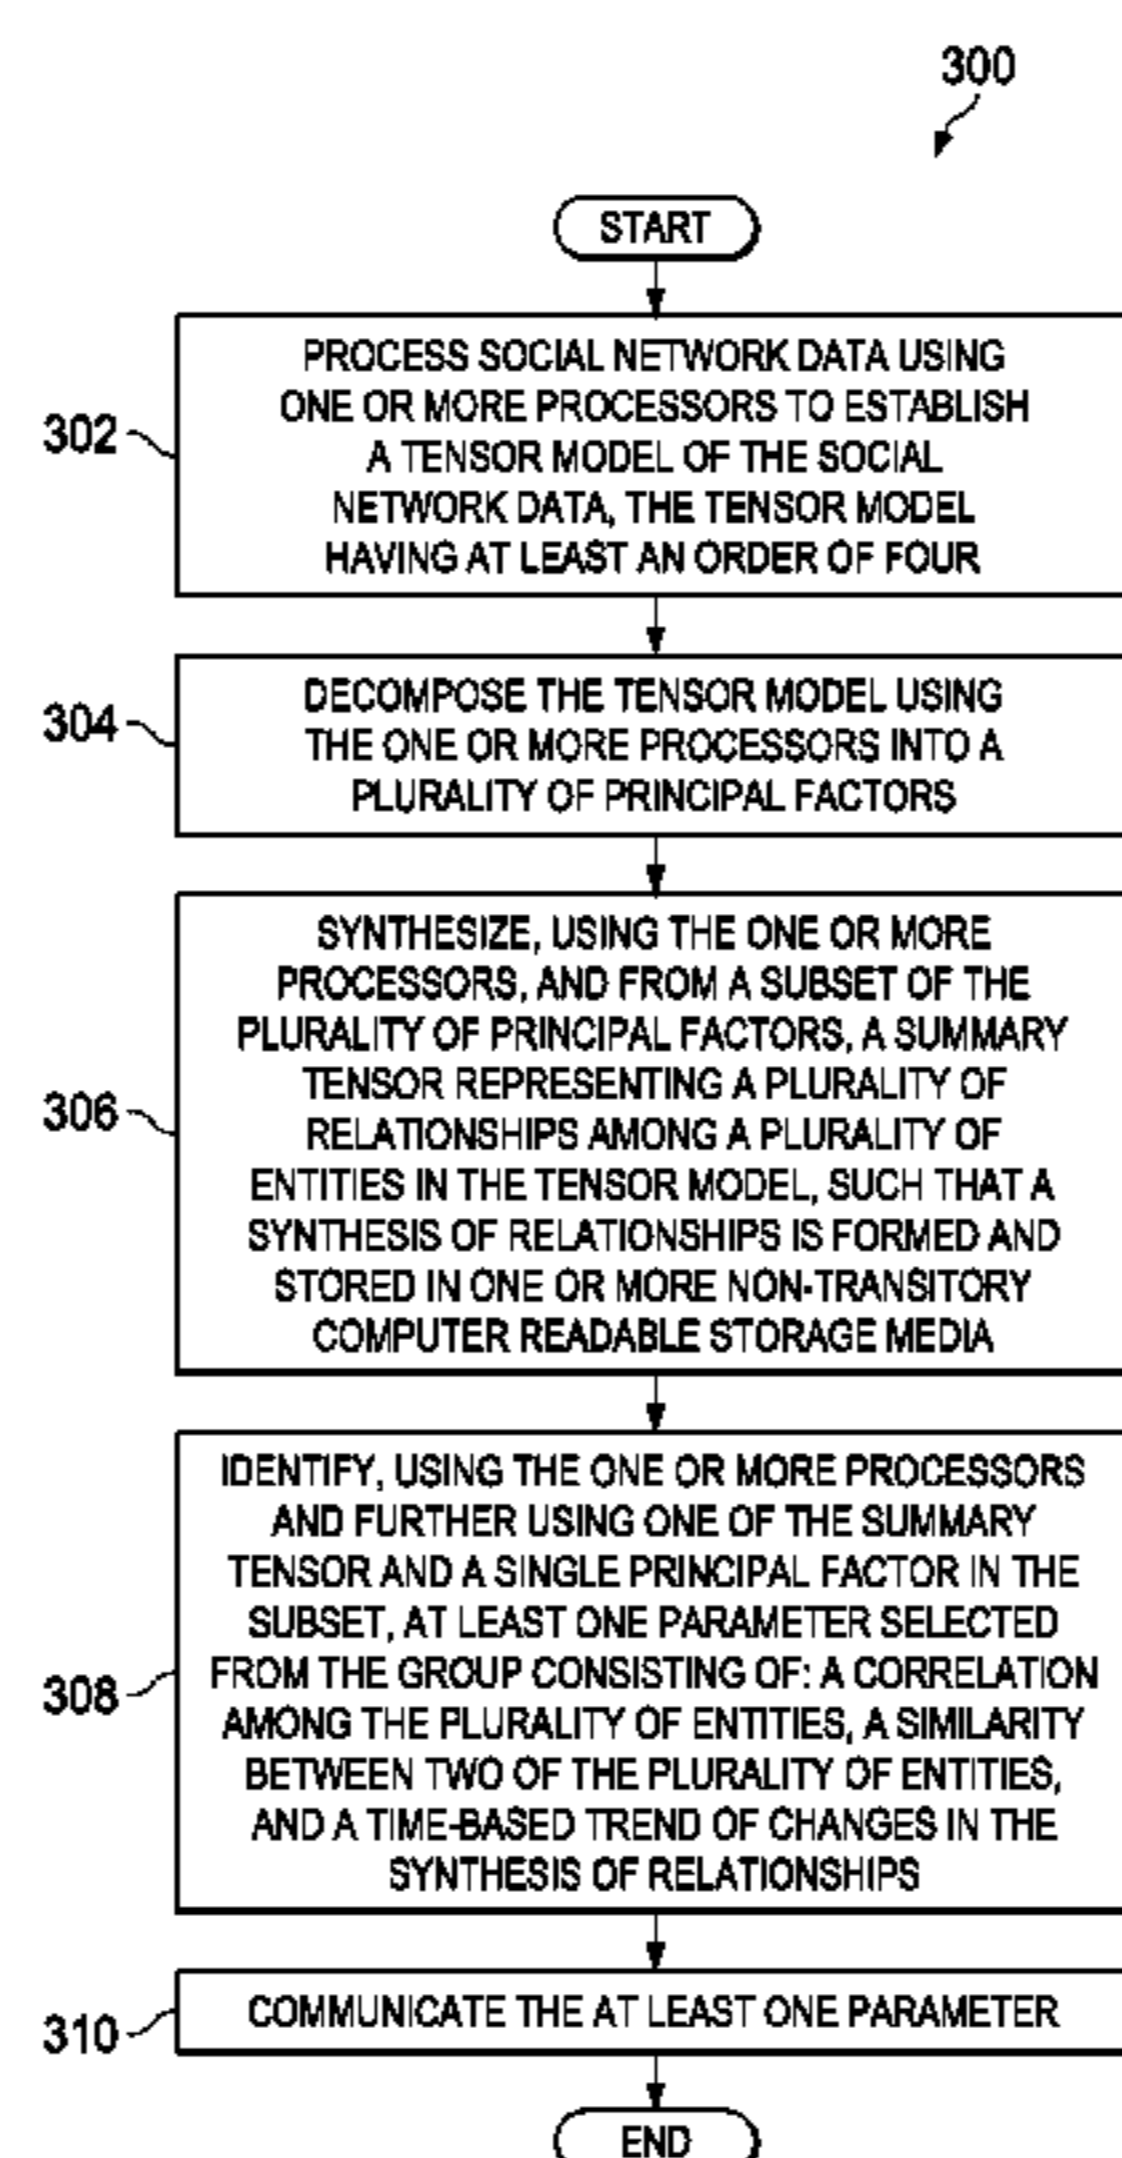 300
START
302
PROCESS SOCIAL NETWORK DATA USING
ONE OR MORE PROCESSORS TO ESTABLISH
A TENSOR MODEL OF THE SOCIAL
NETWORK DATA, THE TENSOR MODEL
HAVING AT LEAST AN ORDER OF FOUR
304
DECOMPOSE THE TENSOR MODEL USING
THE ONE OR MORE PROCESSORS INTO A
PLURALITY OF PRINCIPAL FACTORS
306
SYNTHESIZE, USING THE ONE OR MORE
PROCESSORS, AND FROM A SUBSET OF THE
PLURALITY OF PRINCIPAL FACTORS, A SUMMARY
TENSOR REPRESENTING A PLURALITY OF
RELATIONSHIPS AMONG A PLURALITY OF
ENTITIES IN THE TENSOR MODEL, SUCH THAT A
SYNTHESIS OF RELATIONSHIPS IS FORMED AND
STORED IN ONE OR MORE NON-TRANSITORY
COMPUTER READABLE STORAGE MEDIA
308
IDENTIFY, USING THE ONE OR MORE PROCESSORS
AND FURTHER USING ONE OF THE SUMMARY
TENSOR AND A SINGLE PRINCIPAL FACTOR IN THE
SUBSET, AT LEAST ONE PARAMETER SELECTED
FROM THE GROUP CONSISTING OF: A CORRELATION
AMONG THE PLURALITY OF ENTITIES, A SIMILARITY
BETWEEN TWO OF THE PLURALITY OF ENTITIES,
AND A TIME-BASED TREND OF CHANGES IN THE
SYNTHESIS OF RELATIONSHIPS
310
COMMUNICATE THE AT LEAST ONE PARAMETER
END